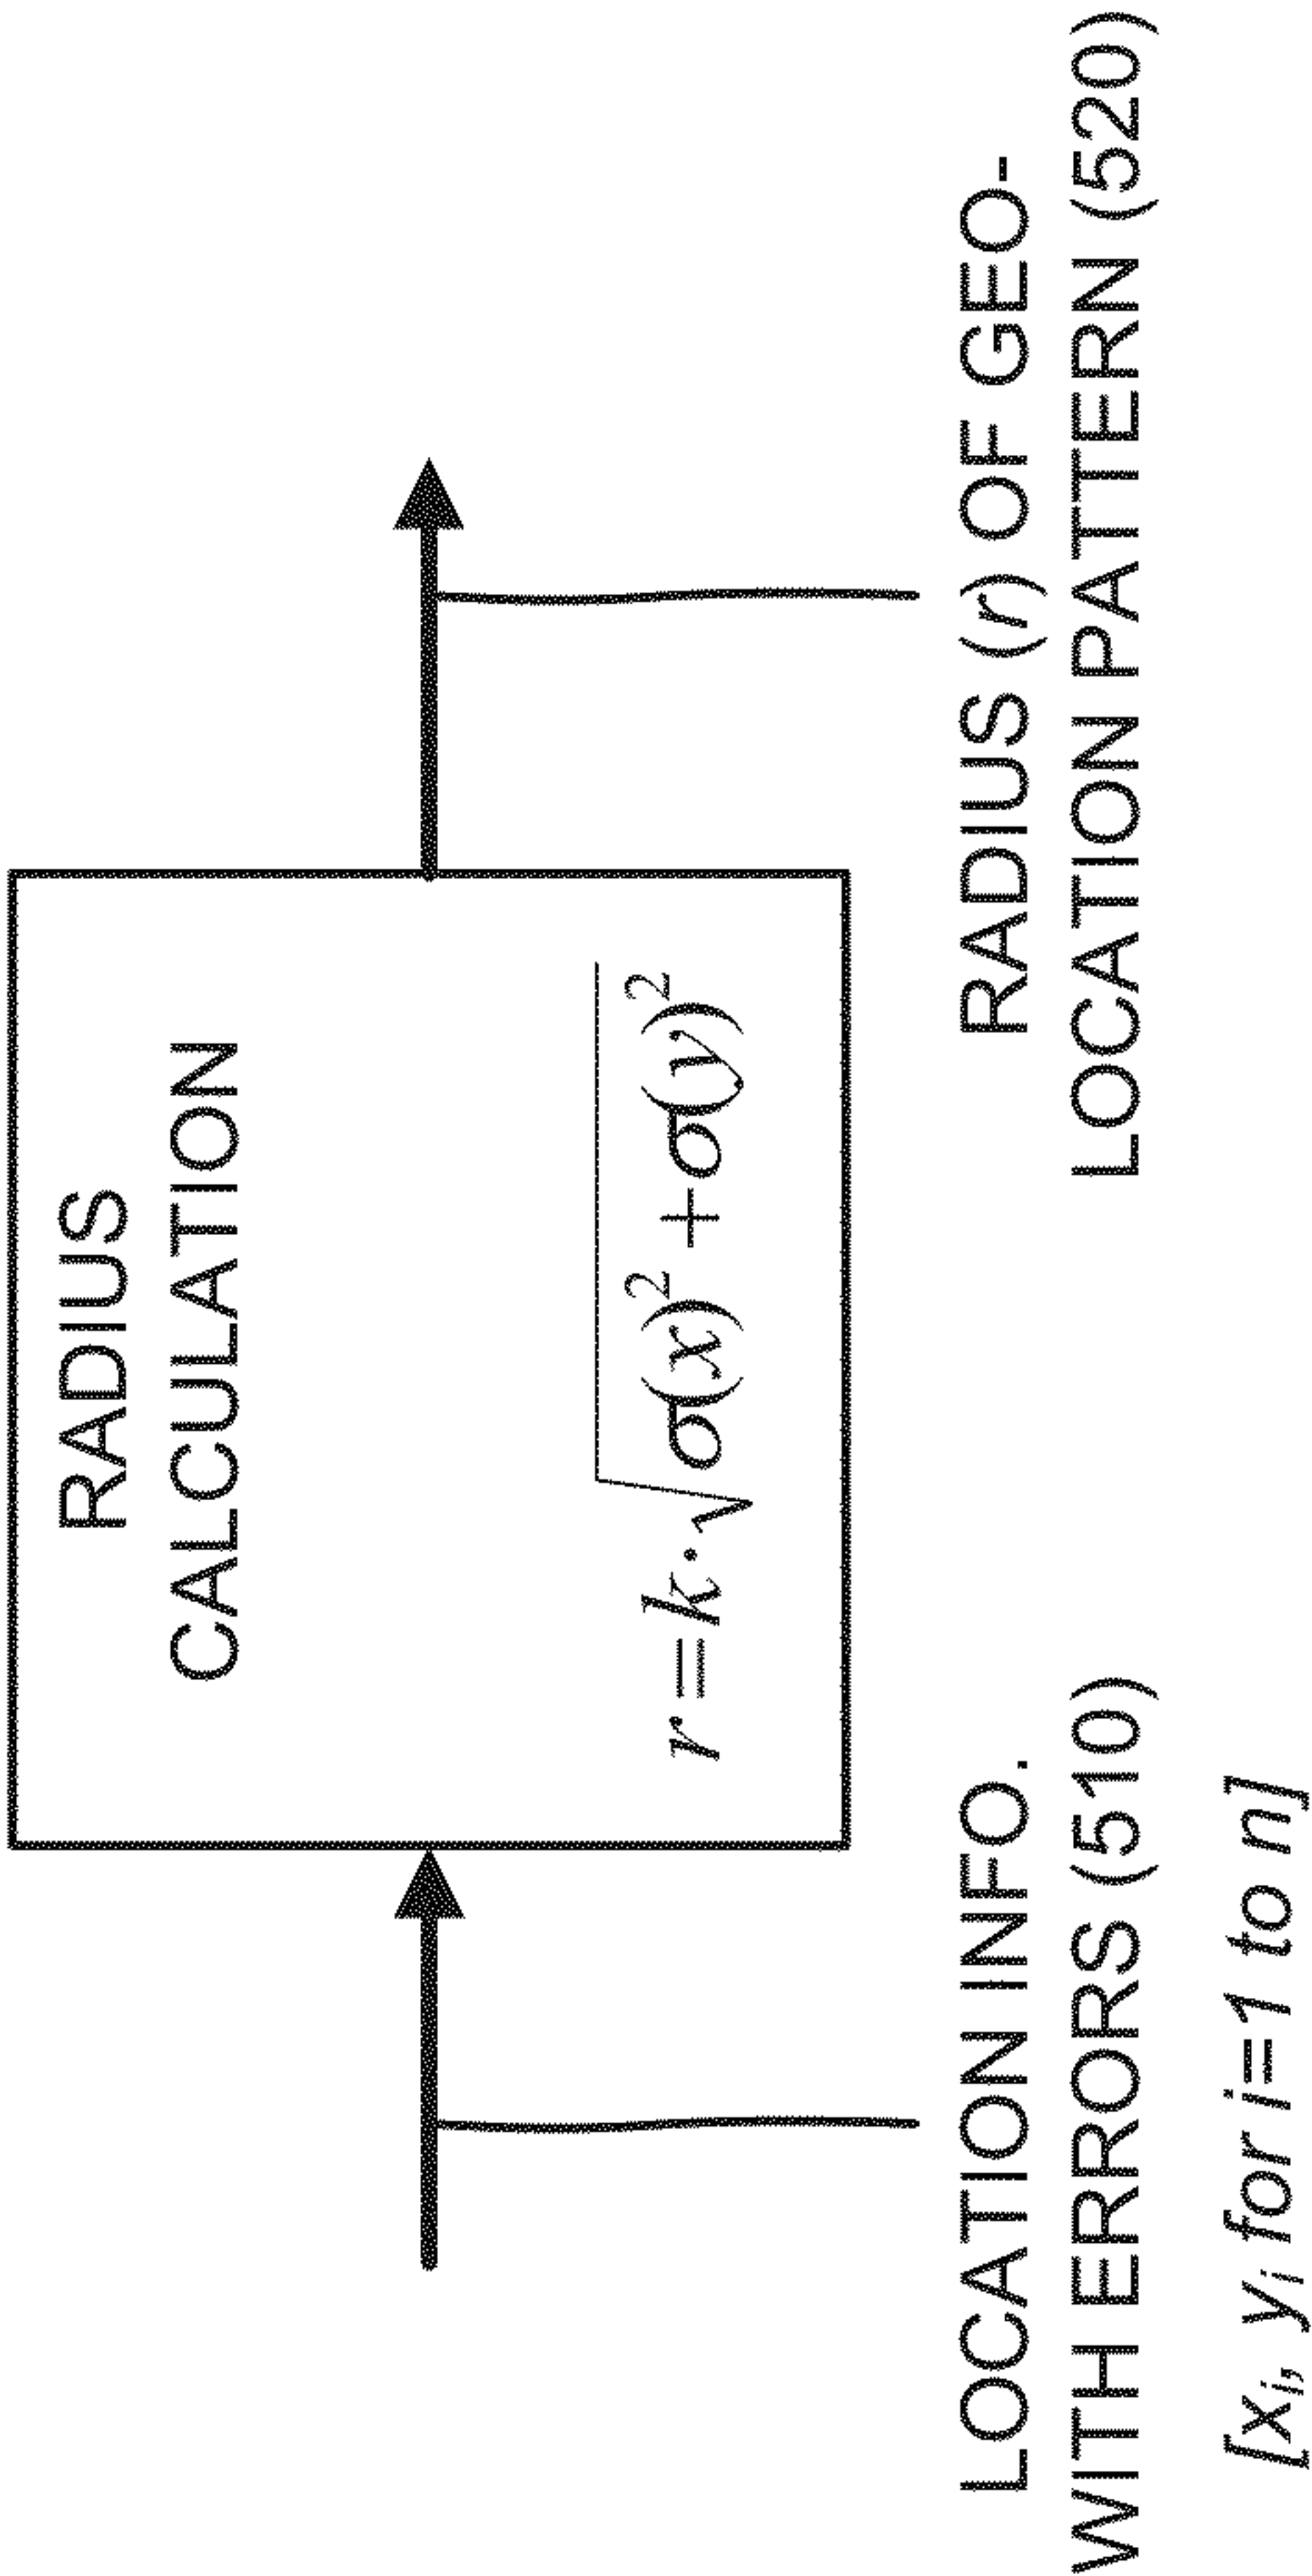 RADIUS
CALCULATION
r = k · √σ(x)² + σ(y)²
LOCATION INFO.
WITH ERRORS (510)
[xᵢ, yᵢ for i=1 to n]
RADIUS (r) OF GEO-
LOCATION PATTERN (520)